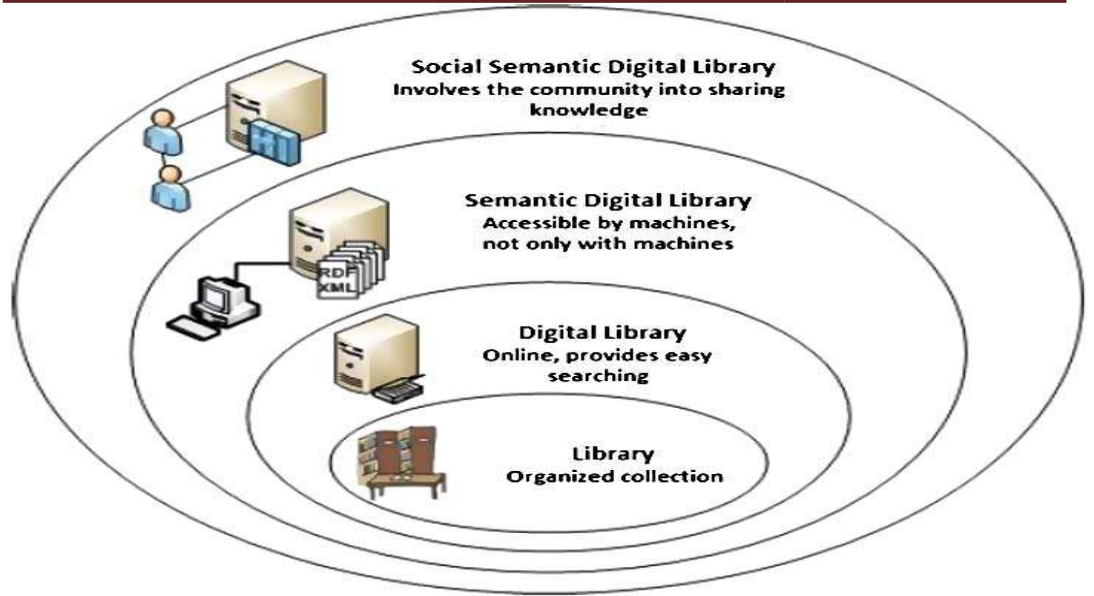 Social Semantic Digital Library
Involves the community into sharing
knowledge
Semantic Digital Library
Accessible by machines,
not only with machines
RDF
XML
Digital Library
Online, provides easy
searching
Library
Organized collection